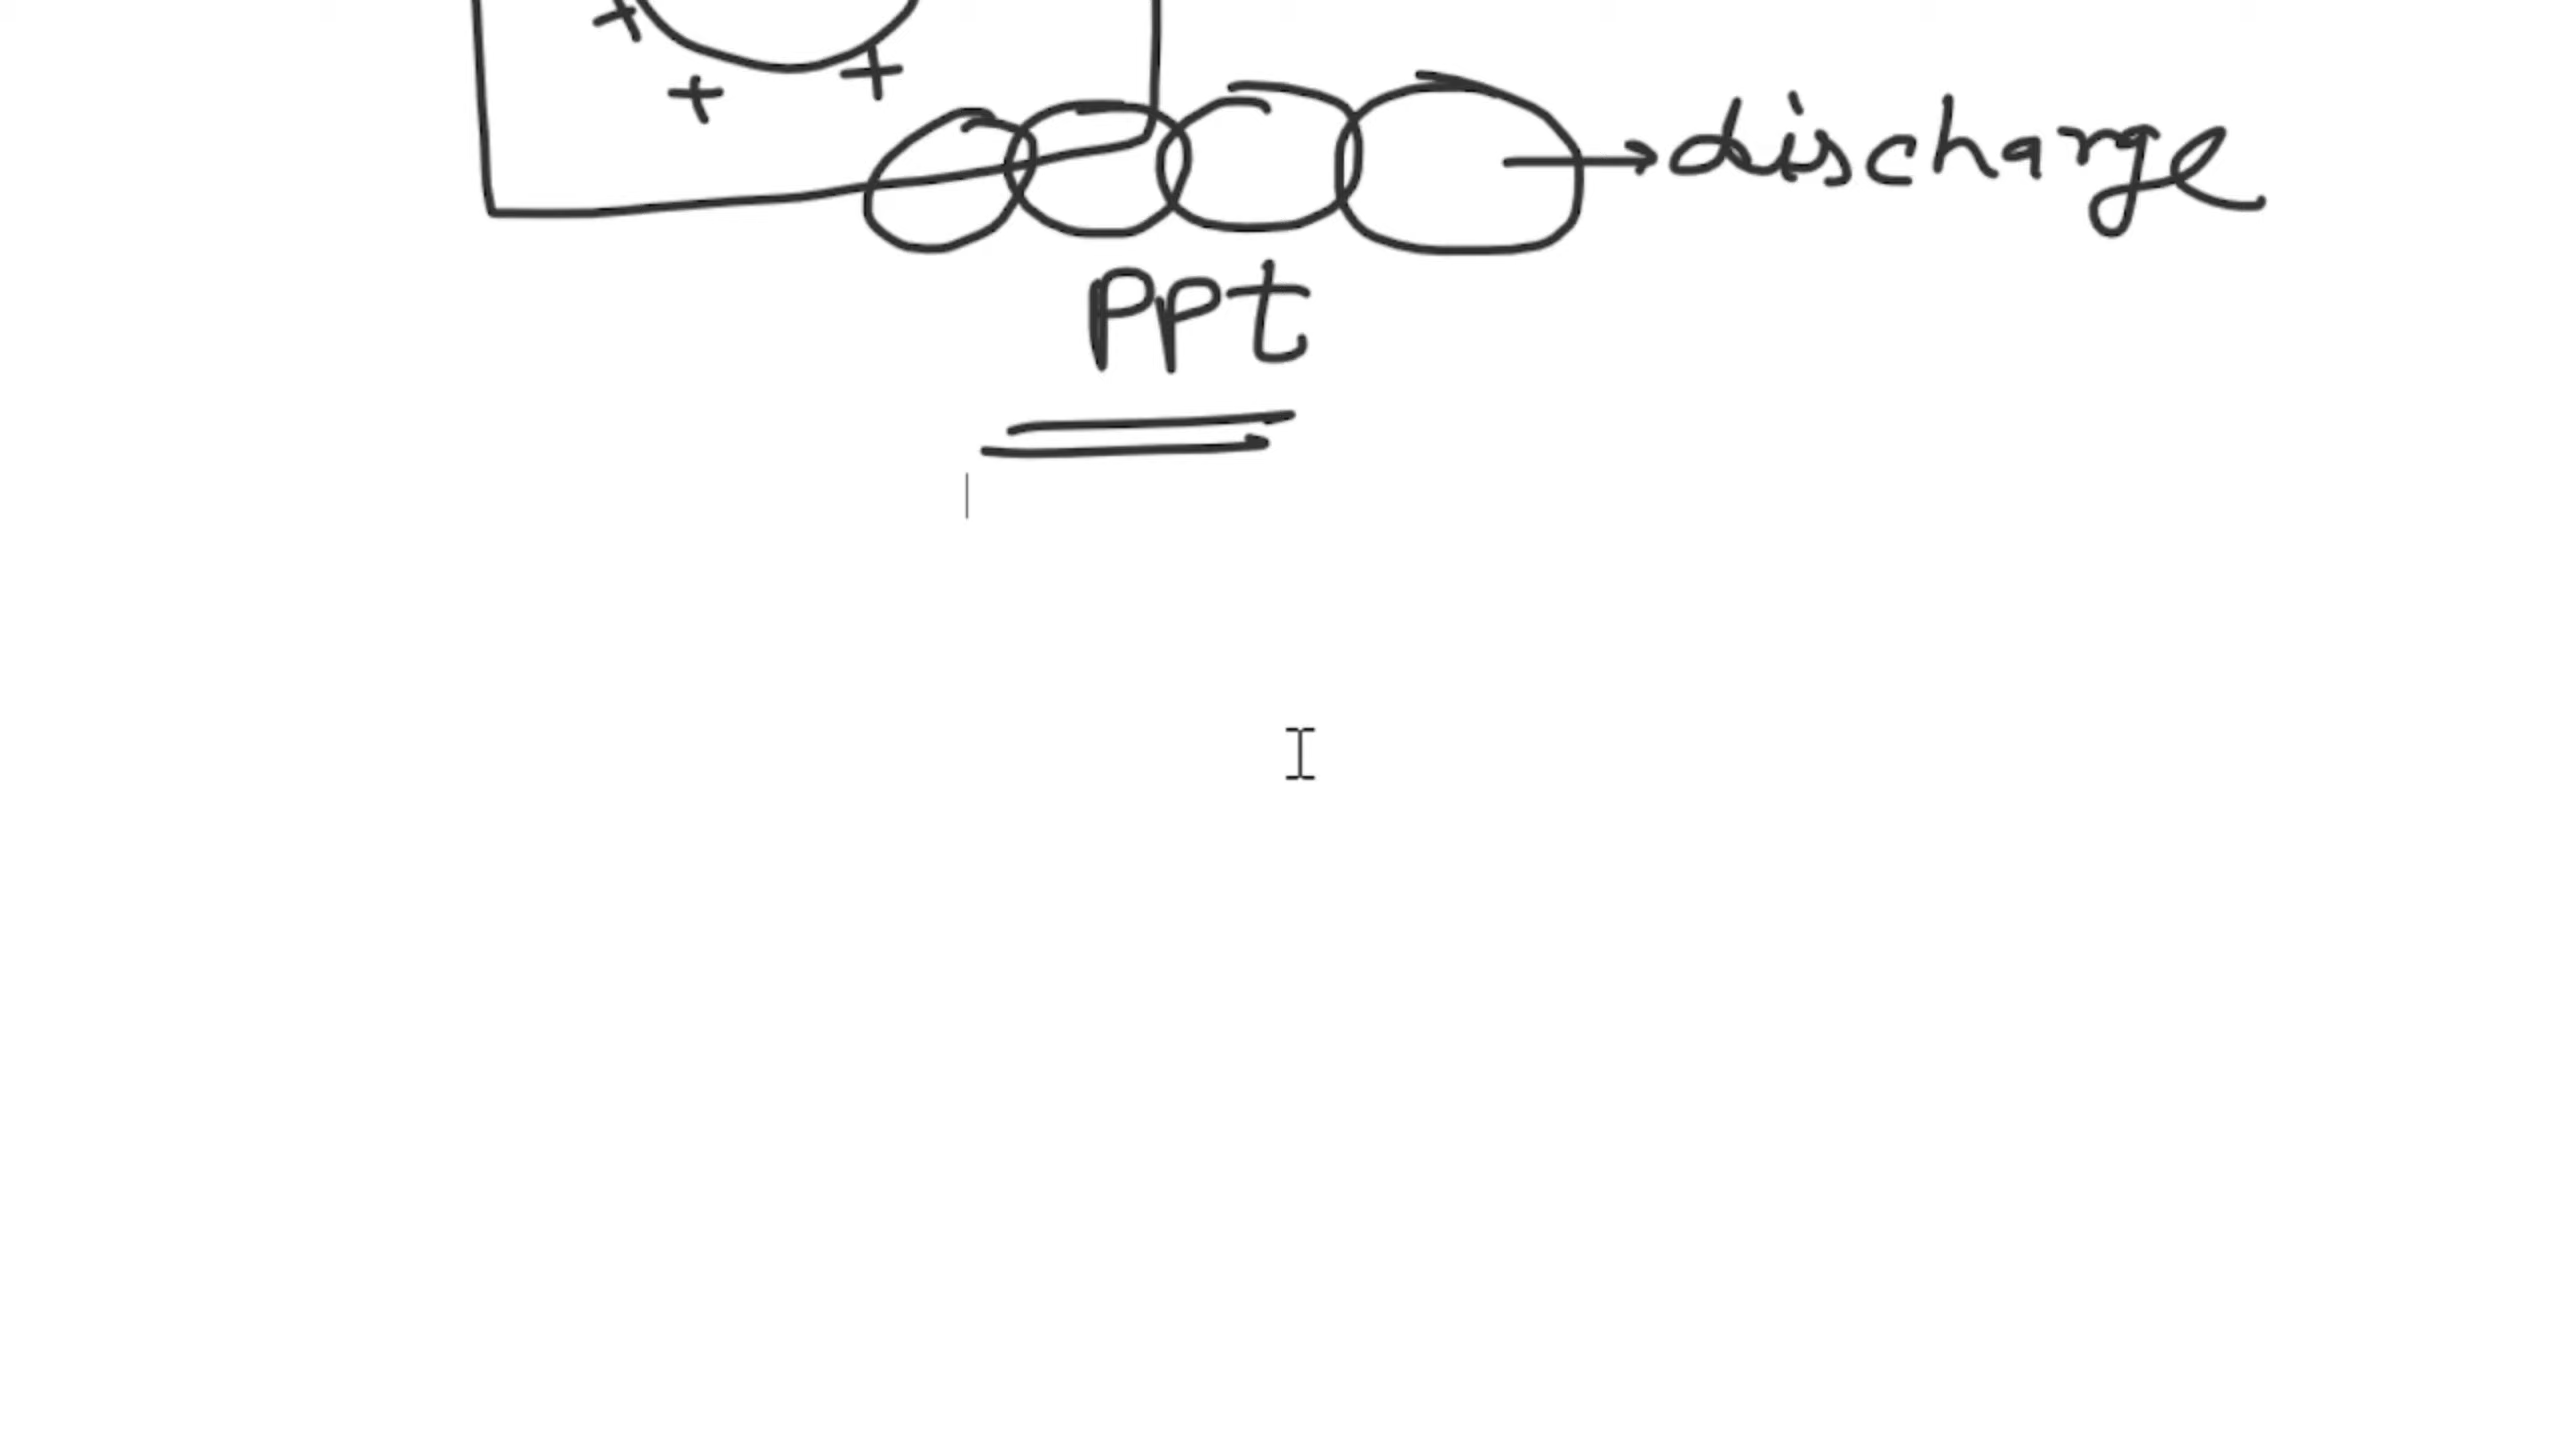 + + +
discharge
ppt